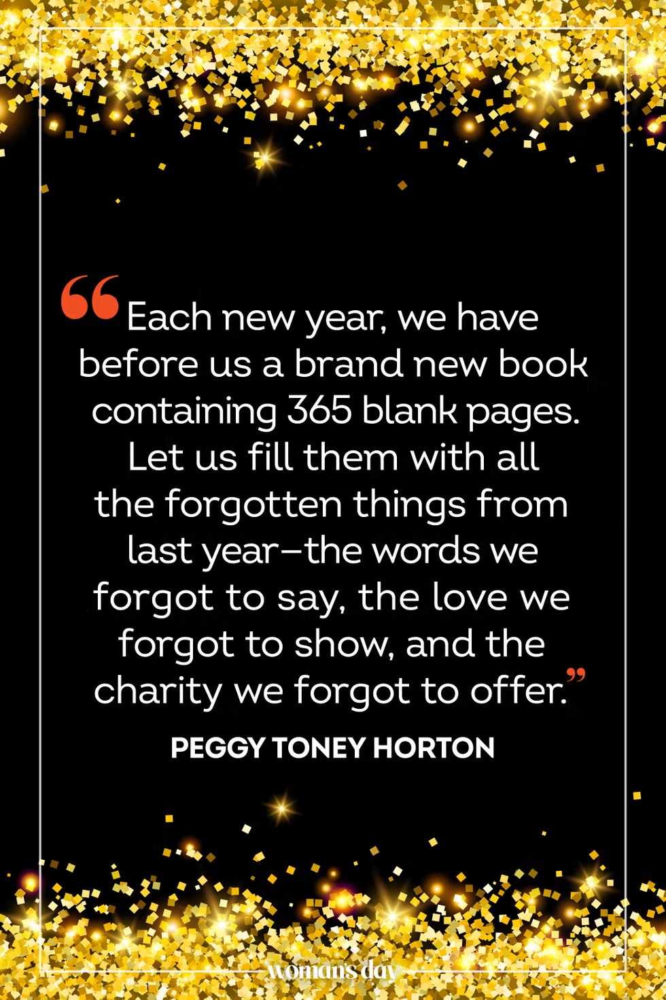 “Each new year, we have
before us a brand new book
containing 365 blank pages.
Let us fill them with all
the forgotten things from
last year–the words we
forgot to say, the love we
forgot to show, and the
charity we forgot to offer.”
PEGGY TONEY HORTON
woman's day